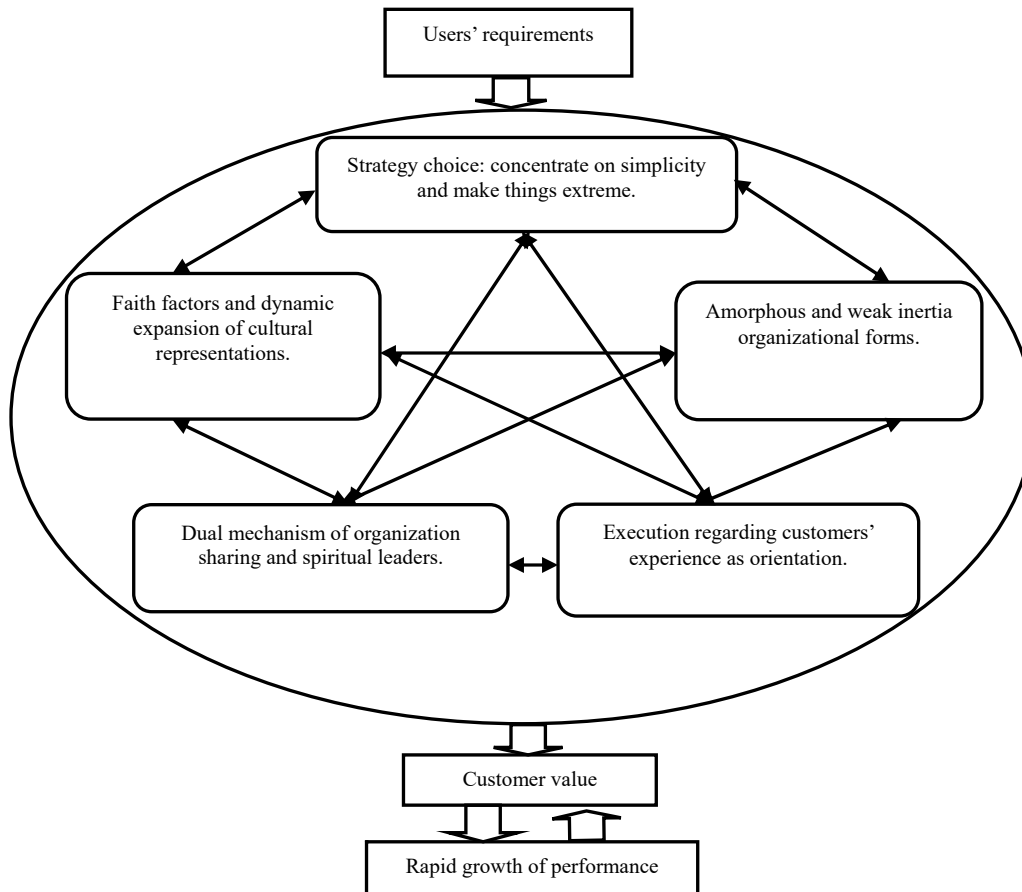 Users’ requirements
Strategy choice: concentrate on simplicity
and make things extreme.
Faith factors and dynamic
expansion of cultural
representations.
Amorphous and weak inertia
organizational forms.
Dual mechanism of organization
sharing and spiritual leaders.
Execution regarding customers’
experience as orientation.
Customer value
Rapid growth of performance